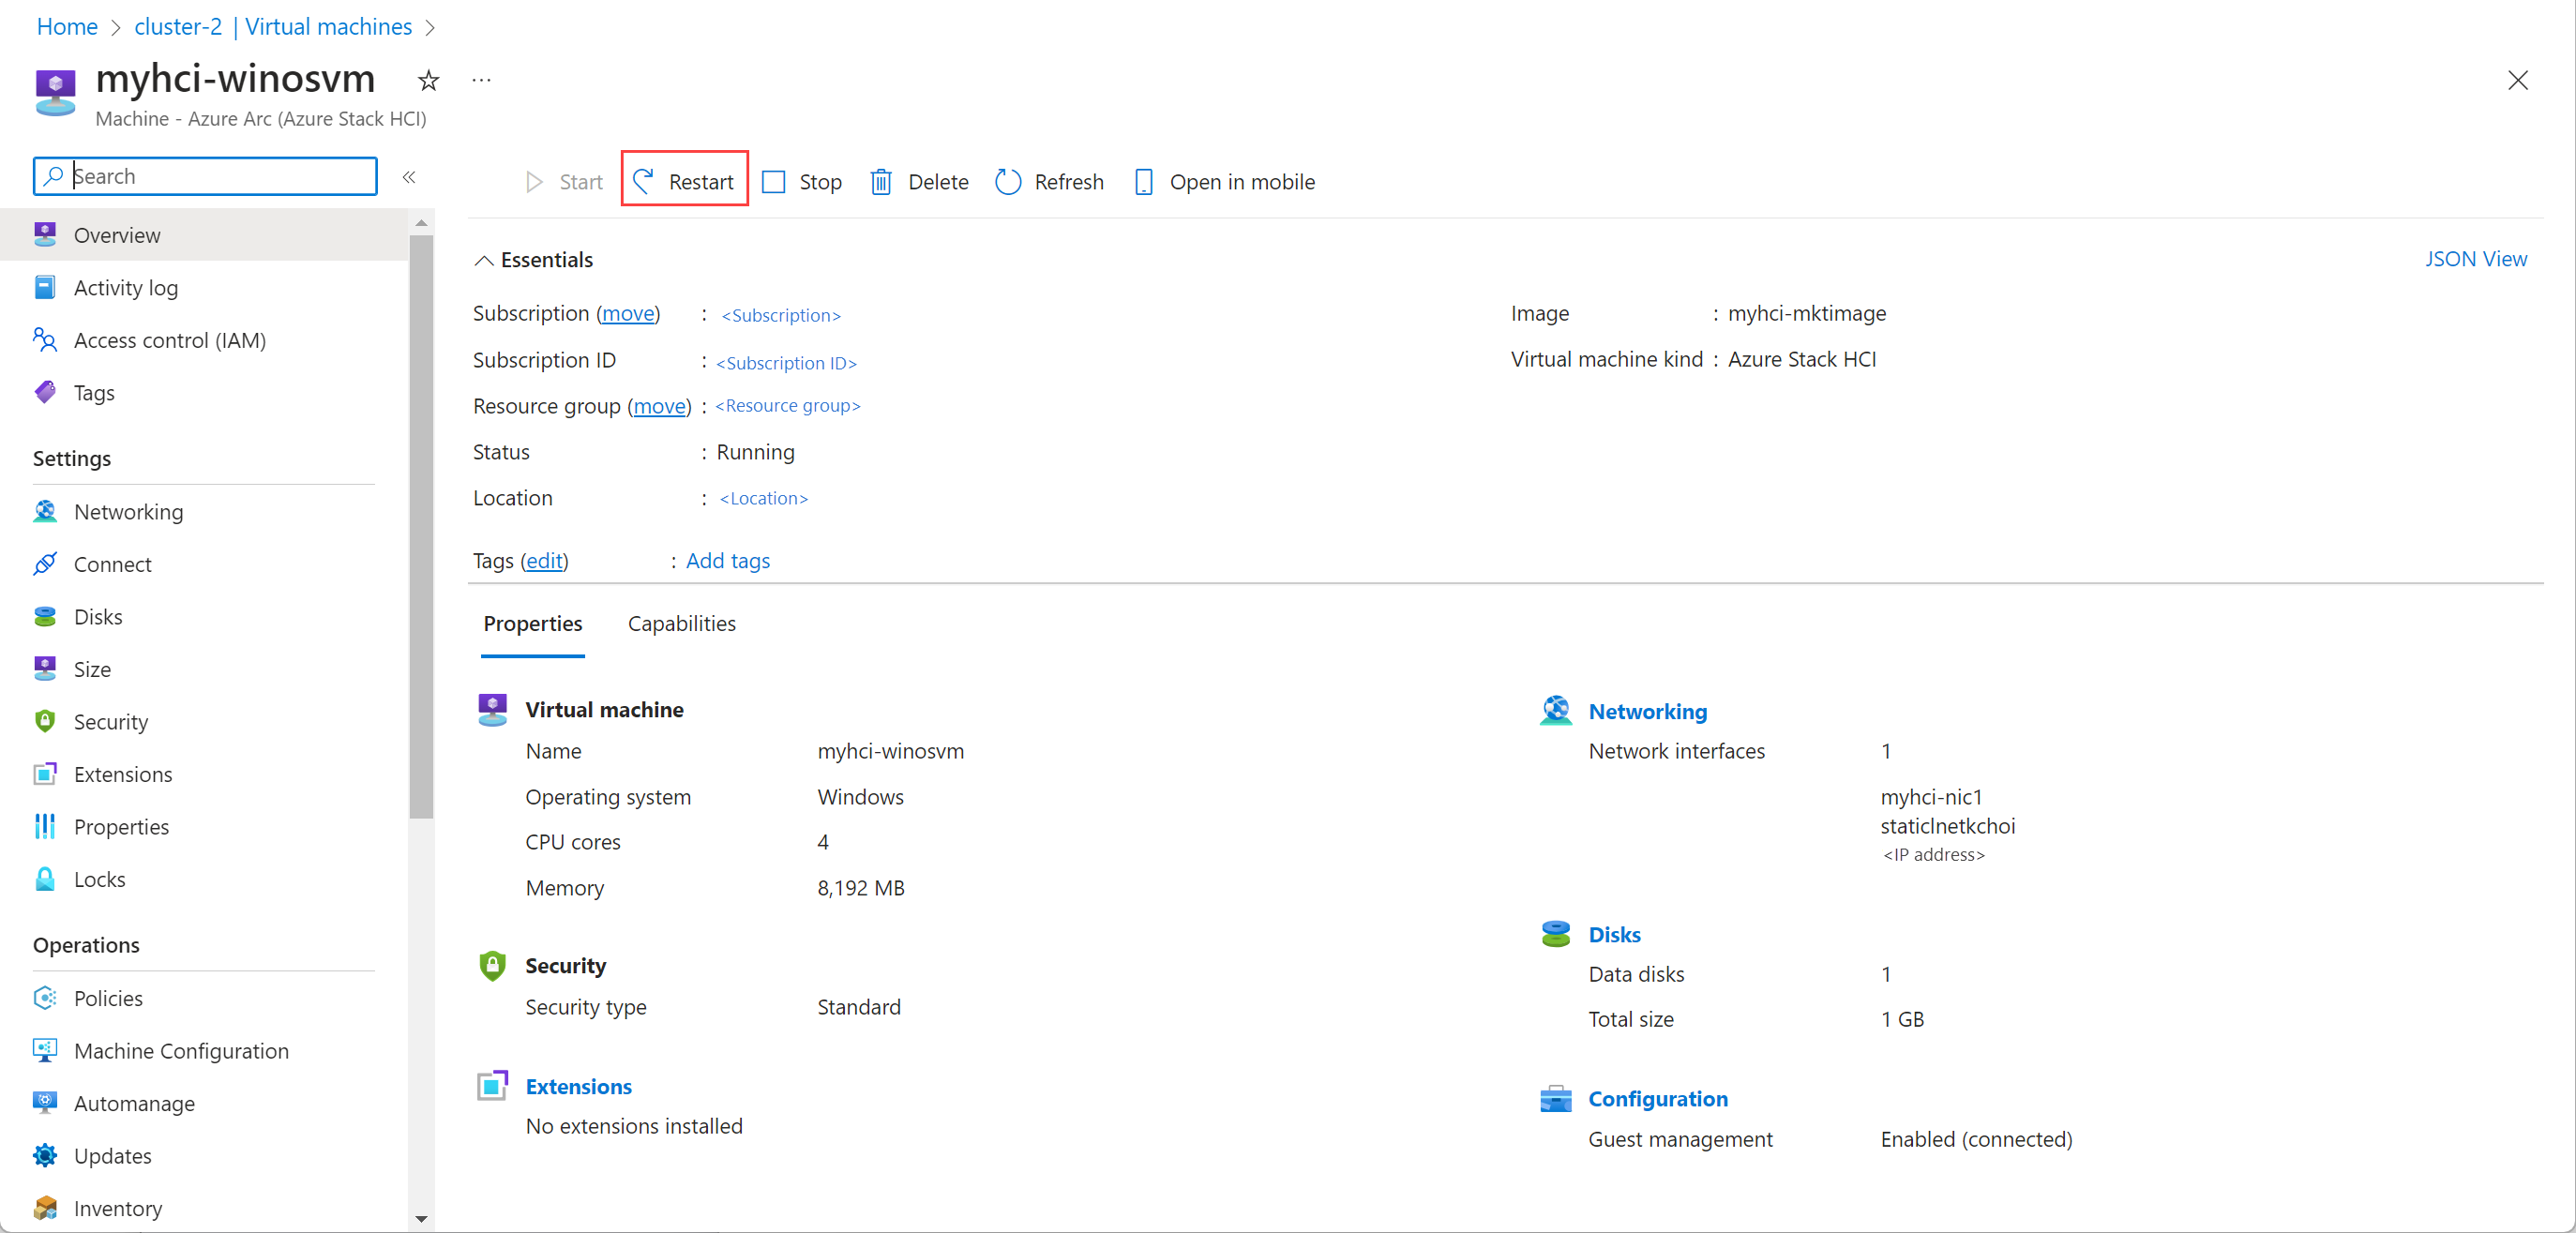 Home > cluster-2 | Virtual machines >
myhci-winosvm
Machine - Azure Arc (Azure Stack HCI)
Search
«
Start Restart Stop Delete Refresh Open in mobile
Overview
Activity log
Access control (IAM)
Tags
Settings
Networking
Connect
Disks
Size
Security
Extensions
Properties
Locks
Operations
Policies
Machine Configuration
Automanage
Updates
Inventory
Essentials
JSON View
Subscription (move) : <Subscription>
Subscription ID : <Subscription ID>
Resource group (move) : <Resource group>
Status : Running
Location : <Location>
Image : myhci-mktimage
Virtual machine kind : Azure Stack HCI
Tags (edit) : Add tags
Properties Capabilities
Virtual machine
Name myhci-winosvm
Operating system Windows
CPU cores 4
Memory 8,192 MB
Security
Security type Standard
Extensions
No extensions installed
Networking
Network interfaces 1
myhci-nic1
staticlnetkchoi
<IP address>
Disks
Data disks 1
Total size 1 GB
Configuration
Guest management Enabled (connected)